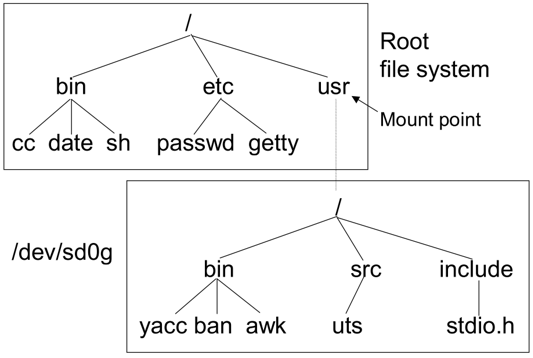 /
Root
file system
bin etc usr
Mount point
cc date sh passwd getty
/
/dev/sd0g
bin src include
yacc ban awk uts stdio.h